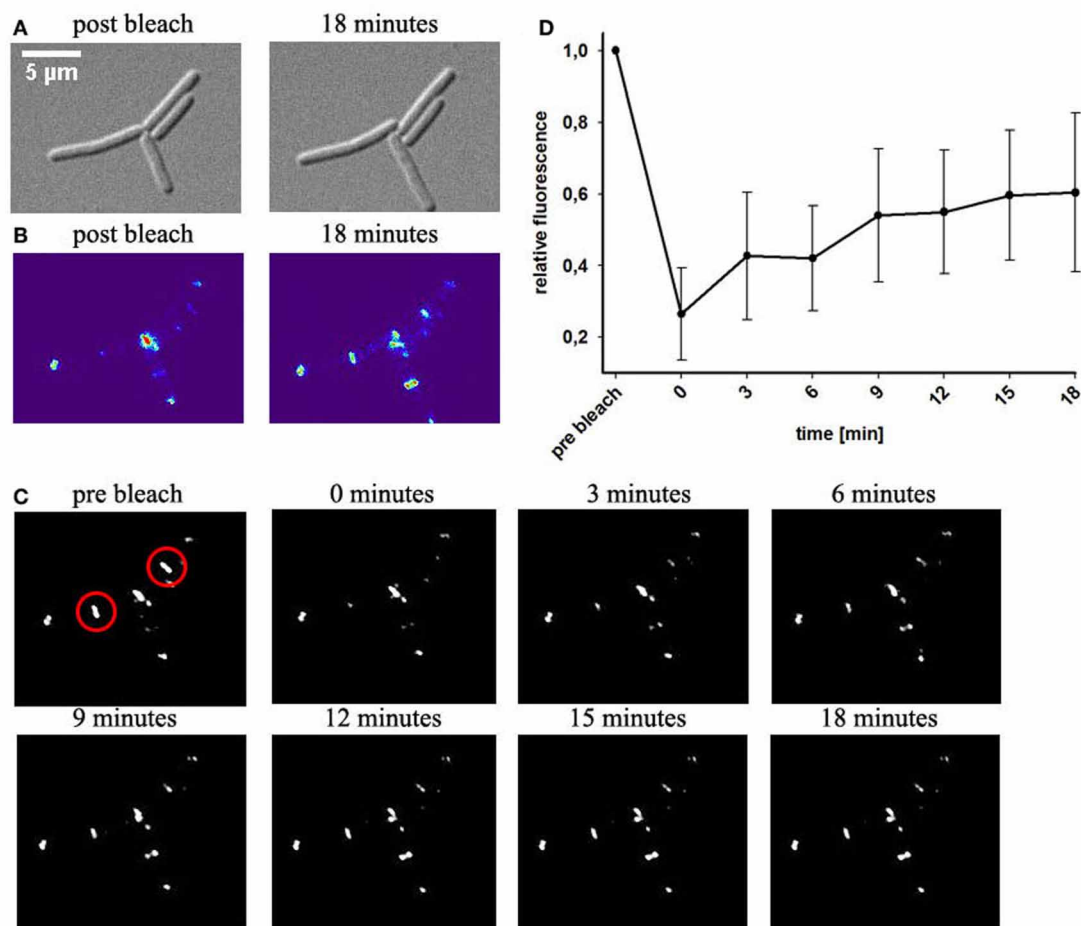 A post bleach 18 minutes
5 µm
B post bleach 18 minutes
D
1,0
0,8
0,6
0,4
0,2
relative fluorescence
pre bleach 0 3 6 9 12 15 18
time [min]
C pre bleach 0 minutes 3 minutes 6 minutes
9 minutes 12 minutes 15 minutes 18 minutes